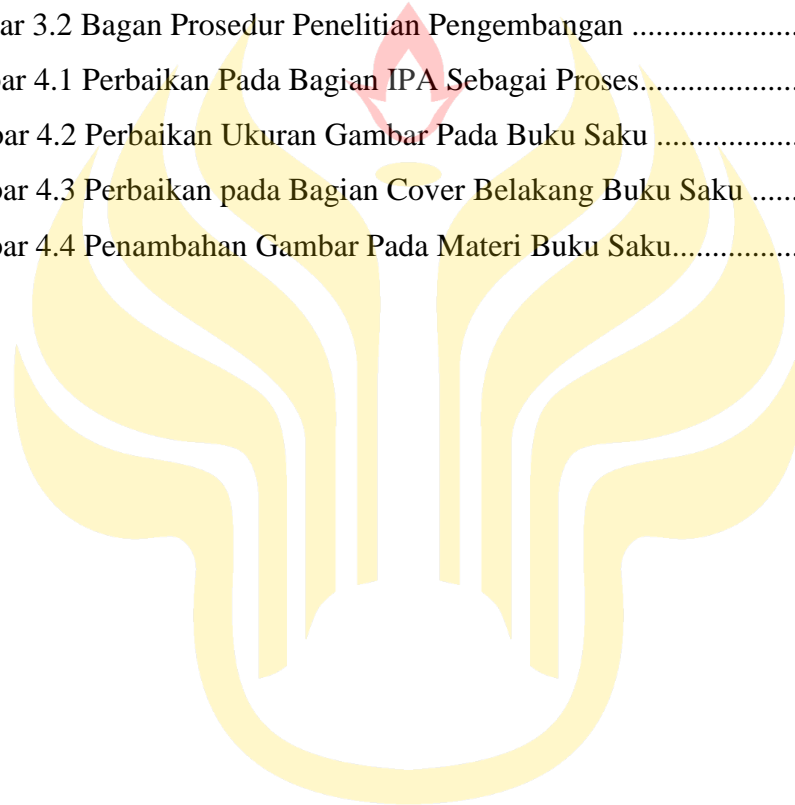 ar 3.2 Bagan Prosedur Penelitian Pengembangan ....................
ar 4.1 Perbaikan Pada Bagian IPA Sebagai Proses...................
bar 4.2 Perbaikan Ukuran Gambar Pada Buku Saku .................
bar 4.3 Perbaikan pada Bagian Cover Belakang Buku Saku ......
bar 4.4 Penambahan Gambar Pada Materi Buku Saku...............